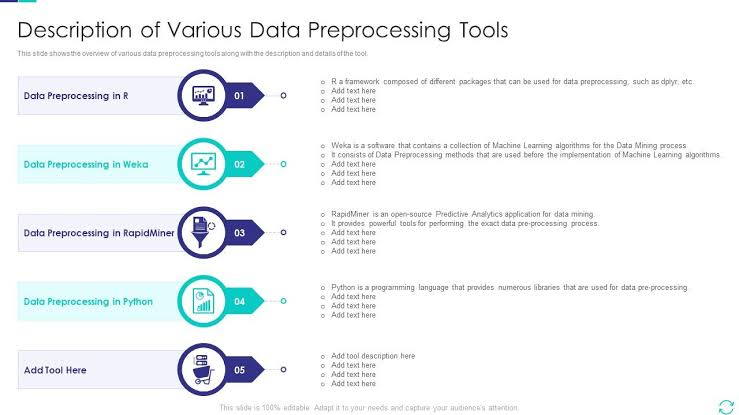 Description of Various Data Preprocessing Tools
This slide shows the overview of various data preprocessing tools along with the description and details of the tool.
Data Preprocessing in R
01
R a framework composed of different packages that can be used for data preprocessing, such as dplyr, etc.
Add text here
Add text here
Add text here
Data Preprocessing in Weka
02
Weka is a software that contains a collection of Machine Learning algorithms for the Data Mining process
It consists of Data Preprocessing methods that are used before the implementation of Machine Learning algorithms.
Add text here
Add text here
Add text here
Data Preprocessing in RapidMiner
03
RapidMiner is an open-source Predictive Analytics application for data mining.
It provides powerful tools for performing the exact data pre-processing process.
Add text here
Add text here
Add text here
Data Preprocessing in Python
04
Python is a programming language that provides numerous libraries that are used for data pre-processing.
Add text here
Add text here
Add text here
Add Tool Here
05
Add tool description here
Add text here
Add text here
Add text here
This slide is 100% editable. Adapt it to your needs and capture your audience's attention.